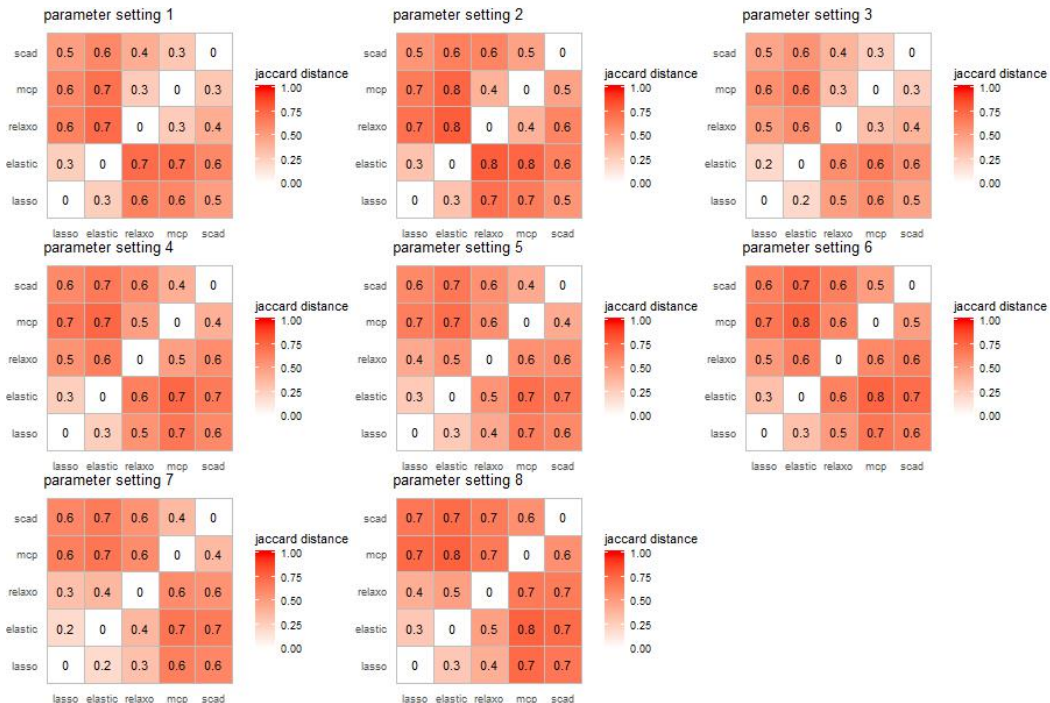 parameter setting 1
scad 0.5 0.6 0.4 0.3 0
mcp 0.6 0.7 0.3 0 0.3
relaxo 0.6 0.7 0 0.3 0.4
elastic 0.3 0 0.7 0.7 0.6
lasso 0 0.3 0.6 0.6 0.5
lasso elastic relaxo mcp scad
jaccard distance
1.00
0.75
0.50
0.25
0.00
parameter setting 2
scad 0.5 0.6 0.6 0.5 0
mcp 0.7 0.8 0.4 0 0.5
relaxo 0.7 0.8 0 0.4 0.6
elastic 0.3 0 0.8 0.8 0.6
lasso 0 0.3 0.7 0.7 0.5
lasso elastic relaxo mcp scad
jaccard distance
1.00
0.75
0.50
0.25
0.00
parameter setting 3
scad 0.5 0.6 0.4 0.3 0
mcp 0.6 0.6 0.3 0 0.3
relaxo 0.5 0.6 0 0.3 0.4
elastic 0.2 0 0.6 0.6 0.6
lasso 0 0.2 0.5 0.6 0.5
lasso elastic relaxo mcp scad
jaccard distance
1.00
0.75
0.50
0.25
0.00
parameter setting 4
scad 0.6 0.7 0.6 0.4 0
mcp 0.7 0.7 0.5 0 0.4
relaxo 0.5 0.6 0 0.5 0.6
elastic 0.3 0 0.6 0.7 0.7
lasso 0 0.3 0.5 0.7 0.6
lasso elastic relaxo mcp scad
jaccard distance
1.00
0.75
0.50
0.25
0.00
parameter setting 5
scad 0.6 0.7 0.6 0.4 0
mcp 0.7 0.7 0.6 0 0.4
relaxo 0.4 0.5 0 0.6 0.6
elastic 0.3 0 0.5 0.7 0.7
lasso 0 0.3 0.4 0.7 0.6
lasso elastic relaxo mcp scad
jaccard distance
1.00
0.75
0.50
0.25
0.00
parameter setting 6
scad 0.6 0.7 0.6 0.5 0
mcp 0.7 0.8 0.6 0 0.5
relaxo 0.5 0.6 0 0.6 0.6
elastic 0.3 0 0.6 0.8 0.7
lasso 0 0.3 0.5 0.7 0.6
lasso elastic relaxo mcp scad
jaccard distance
1.00
0.75
0.50
0.25
0.00
parameter setting 7
scad 0.6 0.7 0.6 0.4 0
mcp 0.6 0.7 0.6 0 0.4
relaxo 0.3 0.4 0 0.6 0.6
elastic 0.2 0 0.4 0.7 0.7
lasso 0 0.2 0.3 0.6 0.6
lasso elastic relaxo mcp scad
jaccard distance
1.00
0.75
0.50
0.25
0.00
parameter setting 8
scad 0.7 0.7 0.7 0.6 0
mcp 0.7 0.8 0.7 0 0.6
relaxo 0.4 0.5 0 0.7 0.7
elastic 0.3 0 0.5 0.8 0.7
lasso 0 0.3 0.4 0.7 0.7
lasso elastic relaxo mcp scad
jaccard distance
1.00
0.75
0.50
0.25
0.00